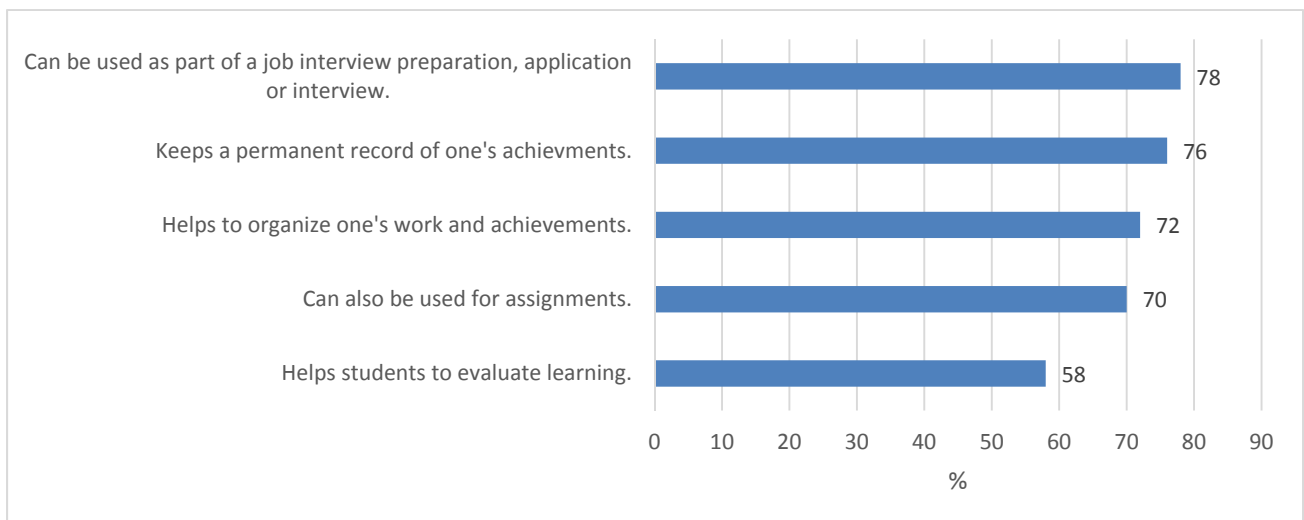 Can be used as part of a job interview preparation, application
or interview.
78
Keeps a permanent record of one's achievments.
76
Helps to organize one's work and achievements.
72
Can also be used for assignments.
70
Helps students to evaluate learning.
58
0 10 20 30 40 50 60 70 80 90
%